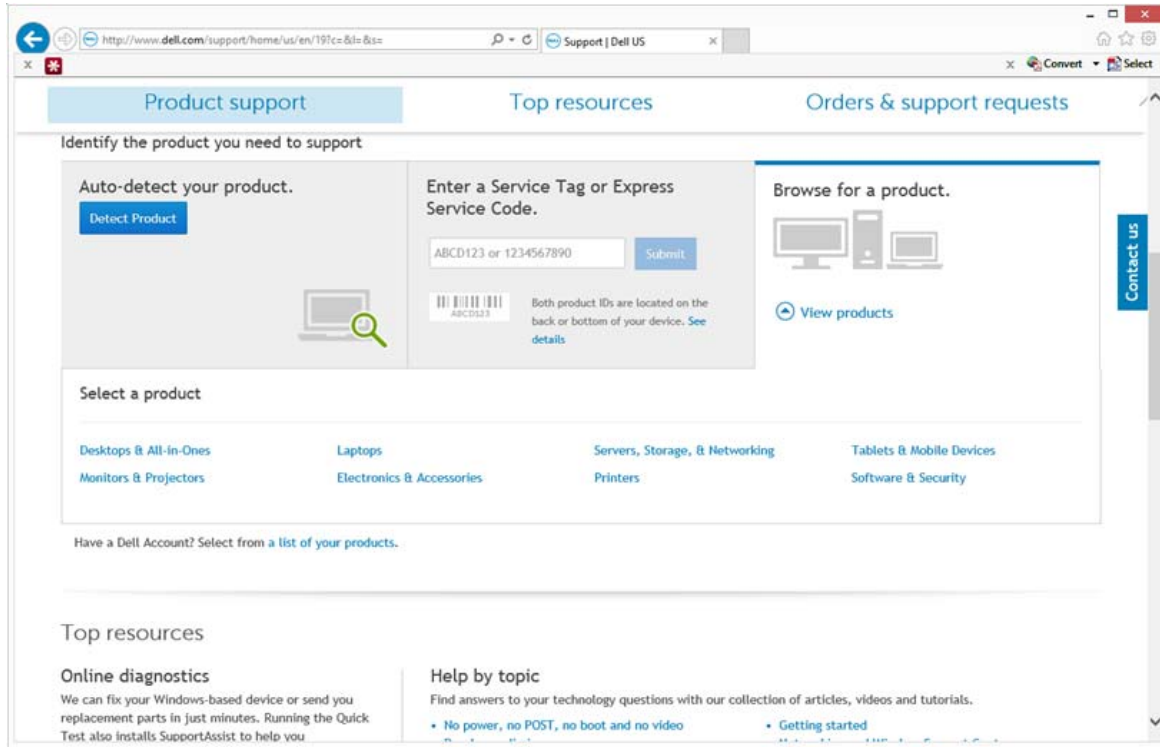 http://www.dell.com/support/home/us/en/19?c=&l=&s=
Support | Dell US
Convert
Select
Product support
Top resources
Orders & support requests
Identify the product you need to support
Auto-detect your product.
Detect Product
Enter a Service Tag or Express
Service Code.
ABCD123 or 1234567890
Submit
ABCD123
Both product IDs are located on the
back or bottom of your device. See
details
Browse for a product.
View products
Contact us
Select a product
Desktops & All-in-Ones
Laptops
Servers, Storage, & Networking
Tablets & Mobile Devices
Monitors & Projectors
Electronics & Accessories
Printers
Software & Security
Have a Dell Account? Select from a list of your products.
Top resources
Online diagnostics
We can fix your Windows-based device or send you
replacement parts in just minutes. Running the Quick
Test also installs SupportAssist to help you
Help by topic
Find answers to your technology questions with our collection of articles, videos and tutorials.
• No power, no POST, no boot and no video
• Getting started